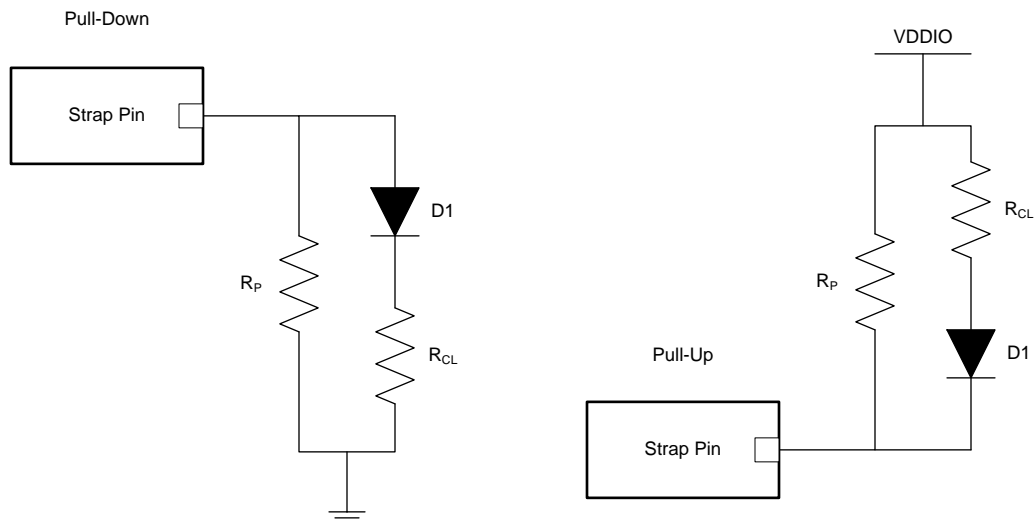 Pull-Down
Strap Pin
D1
RP
RCL
VDDIO
RCL
RP
D1
Pull-Up
Strap Pin